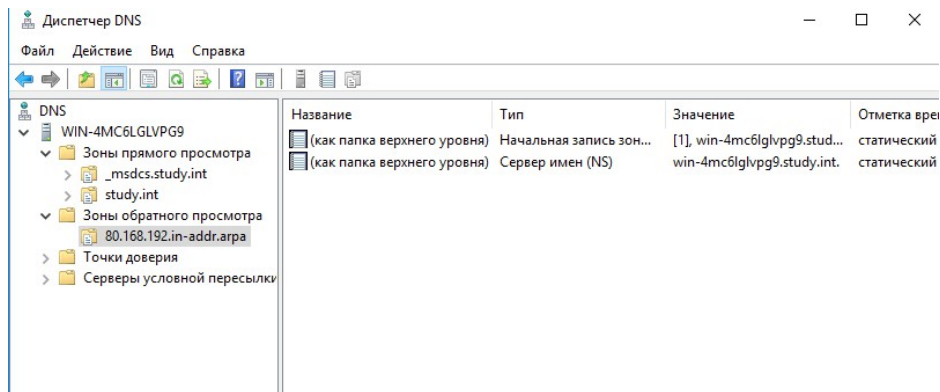 Диспетчер DNS
Файл Действие Вид Справка
DNS
WIN-4MC6LGLVPG9
Зоны прямого просмотра
_msdcs.study.int
study.int
Зоны обратного просмотра
80.168.192.in-addr.arpa
Точки доверия
Серверы условной пересылки
Название Тип Значение Отметка вре
(как папка верхнего уровня) Начальная запись зон... [1], win-4mc6lglvpg9.stud... статический
(как папка верхнего уровня) Сервер имен (NS) win-4mc6lglvpg9.study.int. статический